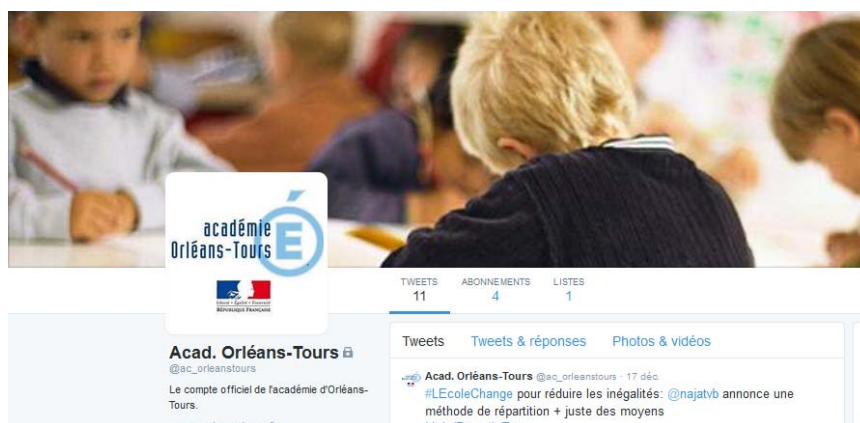 académie
Orléans-Tours
É
Liberté • Égalité • Fraternité
RÉPUBLIQUE FRANÇAISE
TWEETS
11
ABONNEMENTS
4
LISTES
1
Acad. Orléans-Tours
@ac_orleanstours
Le compte officiel de l'académie d'Orléans-
Tours.
Tweets
Tweets & réponses
Photos & vidéos
Acad. Orléans-Tours @ac_orleanstours · 17 déc.
#LEcoleChange pour réduire les inégalités: @najatvb annonce une
méthode de répartition + juste des moyens